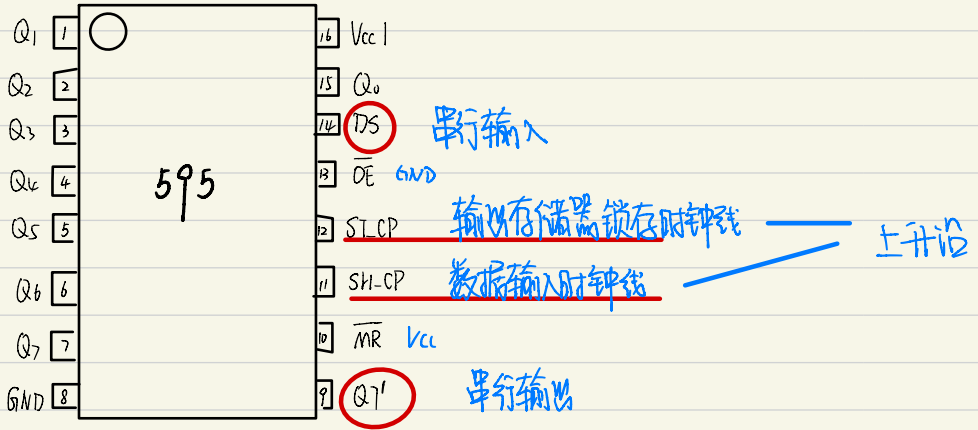 Q1 1 16 Vcc 1
Q2 2 15 Q0
Q3 3 14 DS 串行输入
Q4 4 13 OE GND
595
Q5 5 12 ST_CP 输出存储器锁存时钟线
上升沿
Q6 6 11 SH_CP 数据输入时钟线
Q7 7 10 MR Vcc
GND 8 9 Q7' 串行输出